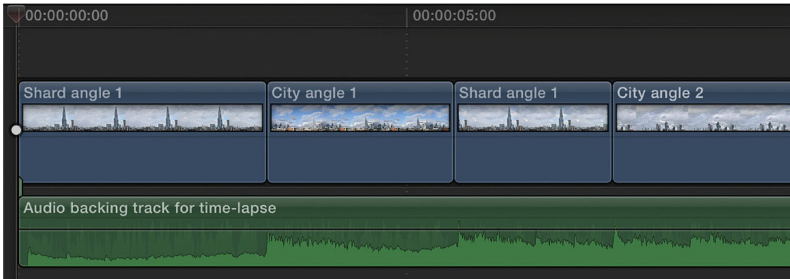 00:00:00:00
00:00:05:00
Shard angle 1
City angle 1
Shard angle 1
City angle 2
Audio backing track for time-lapse